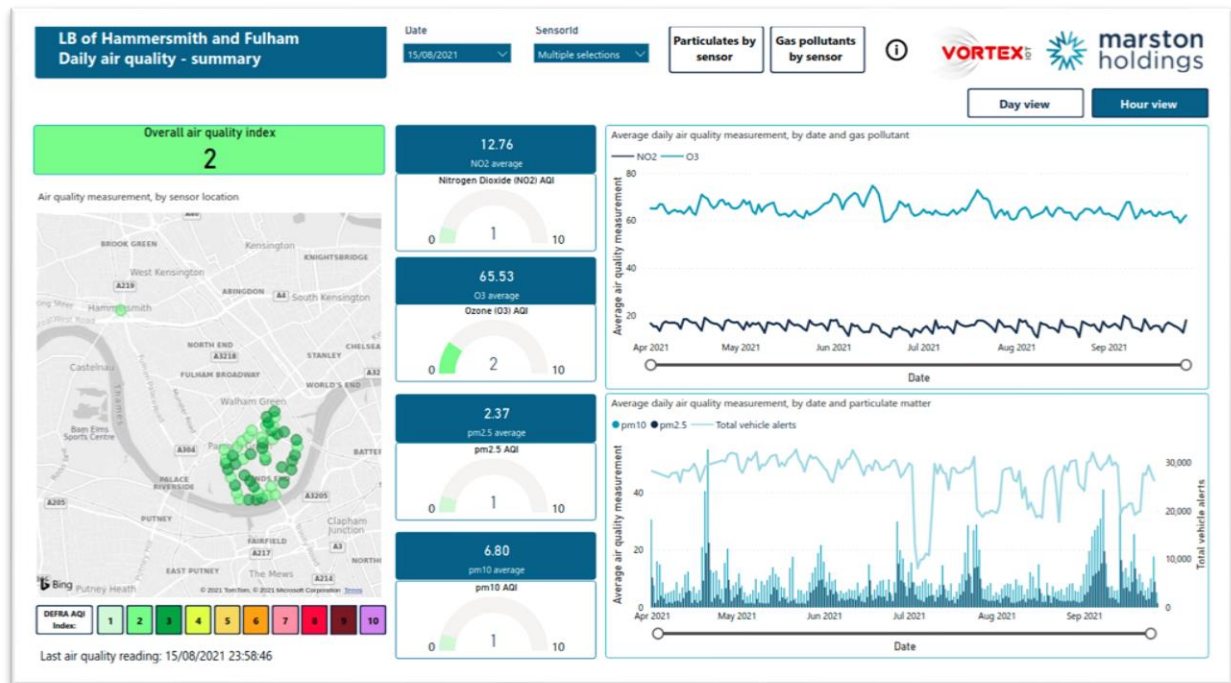 LB of Hammersmith and Fulham
Daily air quality - summary
Date
15/08/2021
SensorId
Multiple selections
Particulates by
sensor
Gas pollutants
by sensor
VORTEX IOT
marston
holdings
Day view
Hour view
Overall air quality index
2
Air quality measurement, by sensor location
BROOK GREEN
Kensington
KNIGHTSBRIDGE
West Kensington
A219
ABINGDON
A4
South Kensington
Hammersmith
NORTH END
A3218
STANLEY
CHELSEA
Castelnau
FULHAM BROADWAY
A32
WORLD'S END
Thames
Walham Green
Barn Elms
Sports Centre
A304
BATTER
PALACE
RIVERSIDE
A205
A3205
PUTNEY
Clapham
Junction
FAIRFIELD
A217
A3
EAST PUTNEY
The Mews
A214
NORTH
Bing
Putney Heath
© 2021 TomTom, © 2021 Microsoft Corporation Terms
DEFRA AQI
Index:
1 2 3 4 5 6 7 8 9 10
Last air quality reading: 15/08/2021 23:58:46
12.76
NO2 average
Nitrogen Dioxide (NO2) AQI
0 1 10
65.53
O3 average
Ozone (O3) AQI
0 2 10
2.37
pm2.5 average
pm2.5 AQI
0 1 10
6.80
pm10 average
pm10 AQI
0 1 10
Average daily air quality measurement, by date and gas pollutant
NO2 O3
Average air quality measurement
80
60
40
20
Apr 2021 May 2021 Jun 2021 Jul 2021 Aug 2021 Sep 2021
Date
Average daily air quality measurement, by date and particulate matter
pm10 pm2.5 Total vehicle alerts
Average air quality measurement
40
20
0
30,000
20,000
10,000
0
Total vehicle alerts
Apr 2021 May 2021 Jun 2021 Jul 2021 Aug 2021 Sep 2021
Date